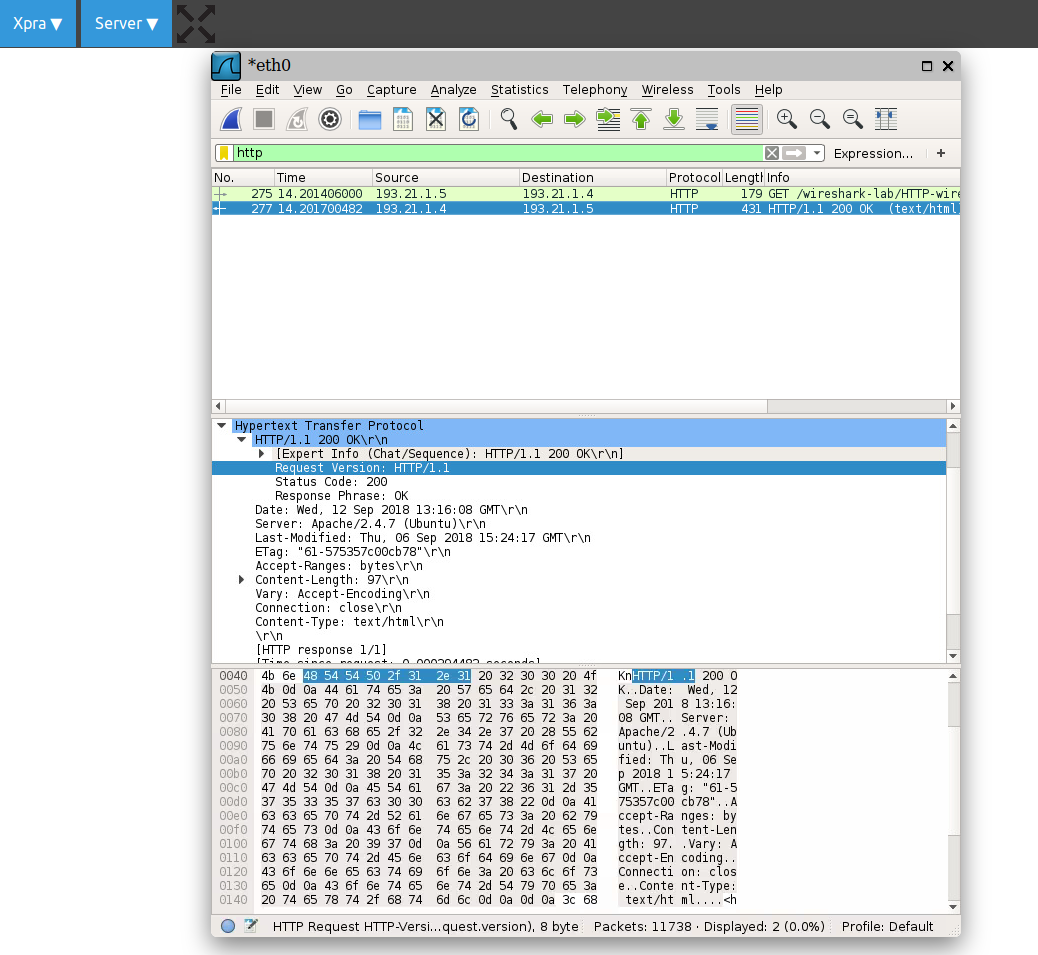 Xpra ▼ Server ▼
*eth0
File Edit View Go Capture Analyze Statistics Telephony Wireless Tools Help
http Expression... +
No. Time Source Destination Protocol Length Info
275 14.201406000 193.21.1.5 193.21.1.4 HTTP 179 GET /wireshark-lab/HTTP-wire
277 14.201700482 193.21.1.4 193.21.1.5 HTTP 431 HTTP/1.1 200 OK (text/html
Hypertext Transfer Protocol
HTTP/1.1 200 OK\r\n
[Expert Info (Chat/Sequence): HTTP/1.1 200 OK\r\n]
Request Version: HTTP/1.1
Status Code: 200
Response Phrase: OK
Date: Wed, 12 Sep 2018 13:16:08 GMT\r\n
Server: Apache/2.4.7 (Ubuntu)\r\n
Last-Modified: Thu, 06 Sep 2018 15:24:17 GMT\r\n
ETag: "61-575357c00cb78"\r\n
Accept-Ranges: bytes\r\n
Content-Length: 97\r\n
Vary: Accept-Encoding\r\n
Connection: close\r\n
Content-Type: text/html\r\n
\r\n
[HTTP response 1/1]
[Time since request: 0.000294482 seconds]
0040 4b 6e 48 54 54 50 2f 31 2e 31 20 32 30 30 20 4f KnHTTP/1 .1 200 O
0050 4b 0d 0a 44 61 74 65 3a 20 57 65 64 2c 20 31 32 K..Date: Wed, 12
0060 20 53 65 70 20 32 30 31 38 20 31 33 3a 31 36 3a Sep 201 8 13:16:
0070 30 38 20 47 4d 54 0d 0a 53 65 72 76 65 72 3a 20 08 GMT.. Server:
0080 41 70 61 63 68 65 2f 32 2e 34 2e 37 20 28 55 62 Apache/2 .4.7 (Ub
0090 75 6e 74 75 29 0d 0a 4c 61 73 74 2d 4d 6f 64 69 untu)..L ast-Modi
00a0 66 69 65 64 3a 20 54 68 75 2c 20 30 36 20 53 65 fied: Th u, 06 Se
00b0 70 20 32 30 31 38 20 31 35 3a 32 34 3a 31 37 20 p 2018 1 5:24:17
00c0 47 4d 54 0d 0a 45 54 61 67 3a 20 22 36 31 2d 35 GMT..ETa g: "61-5
00d0 37 35 33 35 37 63 30 30 63 62 37 38 22 0d 0a 41 75357c00 cb78"..A
00e0 63 63 65 70 74 2d 52 61 6e 67 65 73 3a 20 62 79 ccept-Ra nges: by
00f0 74 65 73 0d 0a 43 6f 6e 74 65 6e 74 2d 4c 65 6e tes..Con tent-Len
0100 67 74 68 3a 20 39 37 0d 0a 56 61 72 79 3a 20 41 gth: 97. .Vary: A
0110 63 63 65 70 74 2d 45 6e 63 6f 64 69 6e 67 0d 0a ccept-En coding..
0120 43 6f 6e 6e 65 63 74 69 6f 6e 3a 20 63 6c 6f 73 Connecti on: clos
0130 65 0d 0a 43 6f 6e 74 65 6e 74 2d 54 79 70 65 3a e..Conte nt-Type:
0140 20 74 65 78 74 2f 68 74 6d 6c 0d 0a 0d 0a 3c 68 text/ht ml....<h
HTTP Request HTTP-Versi...quest.version), 8 byte Packets: 11738 · Displayed: 2 (0.0%) Profile: Default